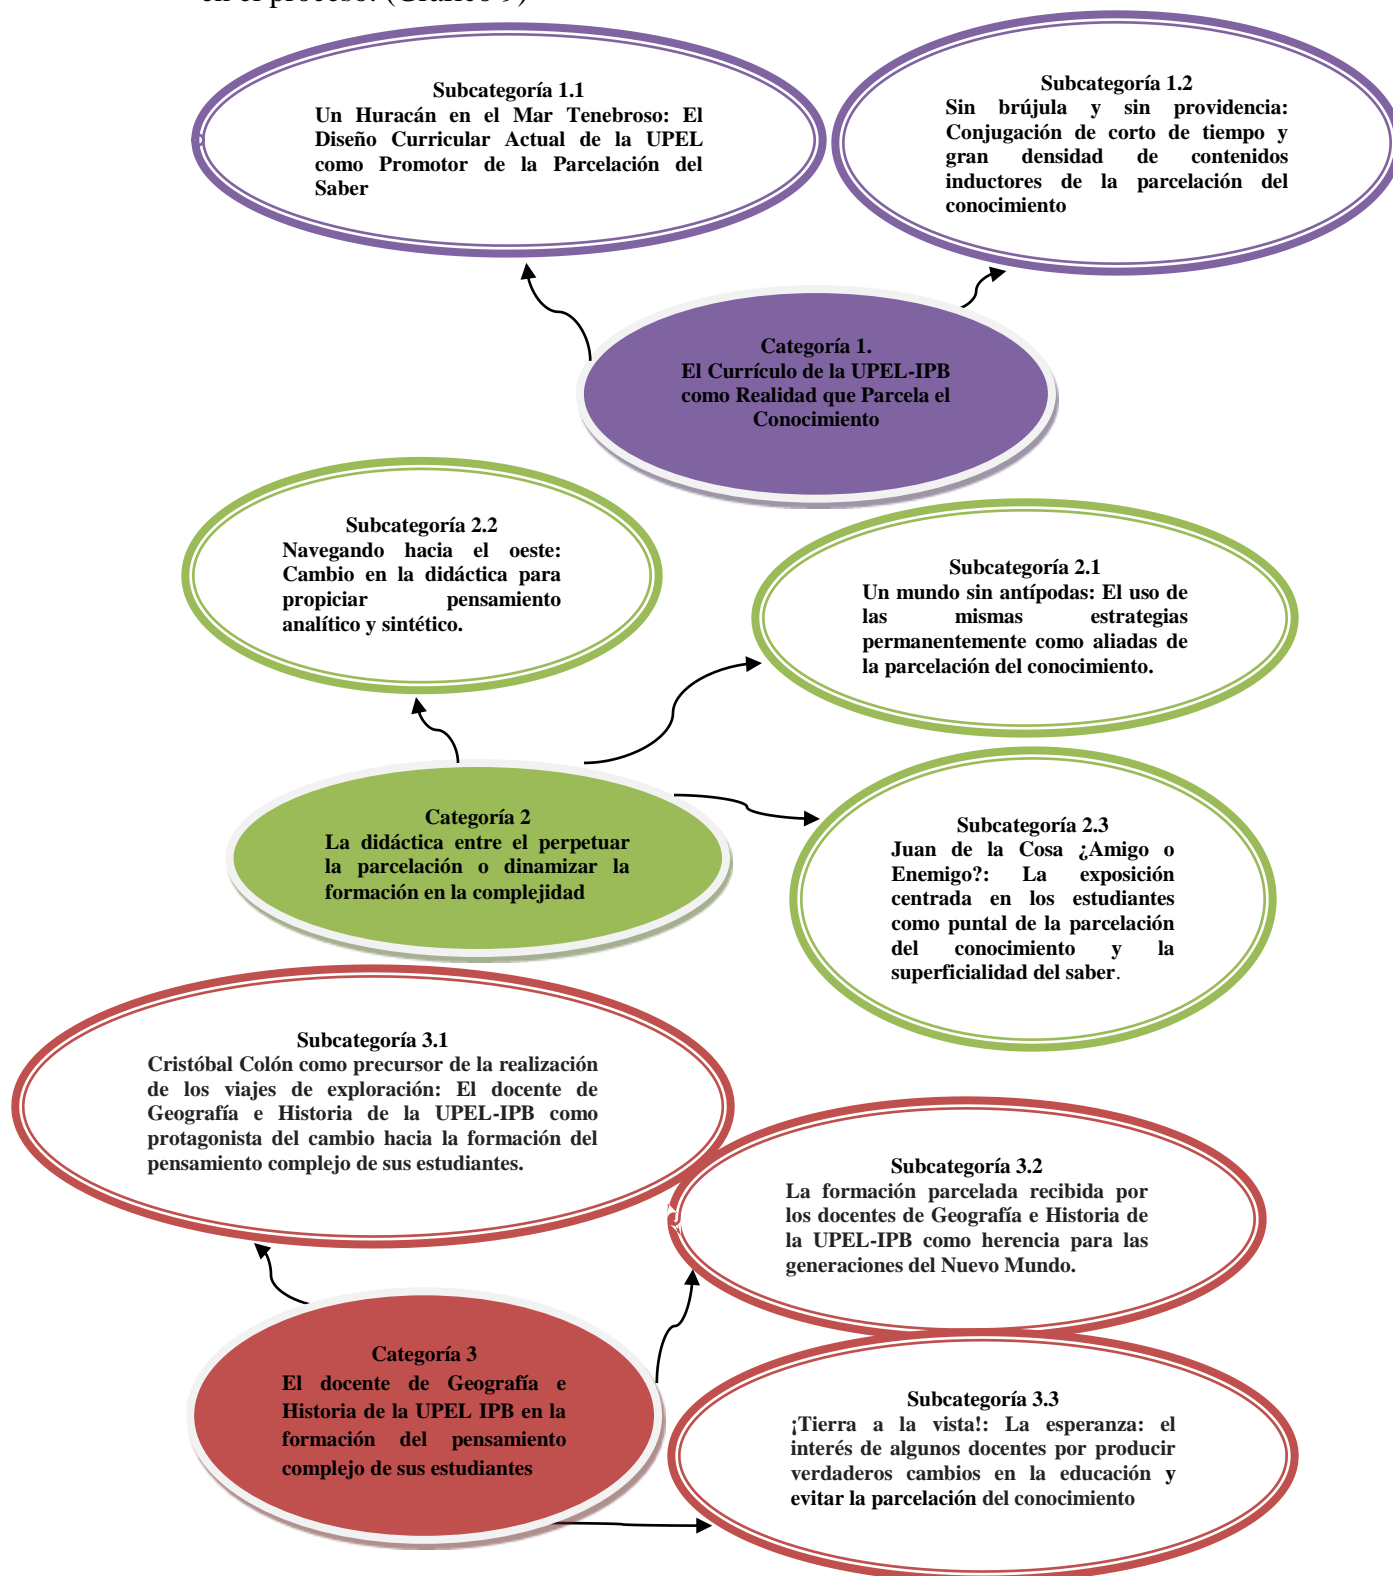 en el proceso. (Gráfico 9)
Subcategoría 1.1
Un Huracán en el Mar Tenebroso: El
Diseño Curricular Actual de la UPEL
como Promotor de la Parcelación del
Saber
Subcategoría 1.2
Sin brújula y sin providencia:
Conjugación de corto de tiempo y
gran densidad de contenidos
inductores de la parcelación del
conocimiento
Categoría 1.
El Currículo de la UPEL-IPB
como Realidad que Parcela el
Conocimiento
Subcategoría 2.2
Navegando hacia el oeste:
Cambio en la didáctica para
propiciar pensamiento
analítico y sintético.
Subcategoría 2.1
Un mundo sin antípodas: El uso de
las mismas estrategias
permanentemente como aliadas de
la parcelación del conocimiento.
Categoría 2
La didáctica entre el perpetuar
la parcelación o dinamizar la
formación en la complejidad
Subcategoría 2.3
Juan de la Cosa ¿Amigo o
Enemigo?: La exposición
centrada en los estudiantes
como puntal de la parcelación
del conocimiento y la
superficialidad del saber.
Subcategoría 3.1
Cristóbal Colón como precursor de la realización
de los viajes de exploración: El docente de
Geografía e Historia de la UPEL-IPB como
protagonista del cambio hacia la formación del
pensamiento complejo de sus estudiantes.
Subcategoría 3.2
La formación parcelada recibida por
los docentes de Geografía e Historia de
la UPEL-IPB como herencia para las
generaciones del Nuevo Mundo.
Categoría 3
El docente de Geografía e
Historia de la UPEL IPB en la
formación del pensamiento
complejo de sus estudiantes
Subcategoría 3.3
¡Tierra a la vista!: La esperanza: el
interés de algunos docentes por producir
verdaderos cambios en la educación y
evitar la parcelación del conocimiento